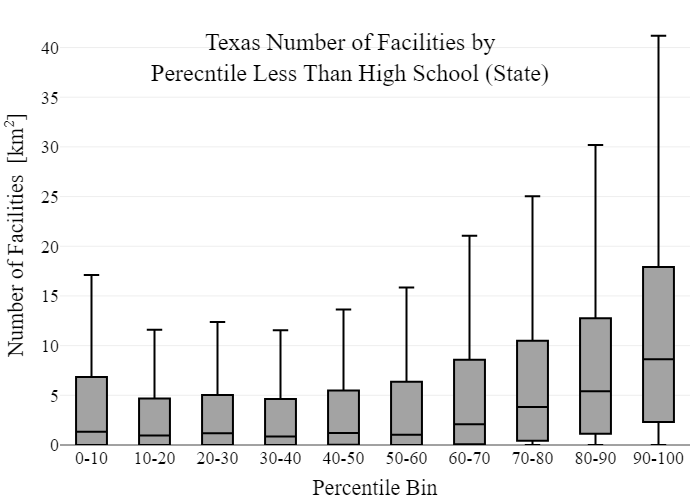 Texas Number of Facilities by
Perecntile Less Than High School (State)
Number of Facilities [km²]
40
35
30
25
20
15
10
5
0
0-10 10-20 20-30 30-40 40-50 50-60 60-70 70-80 80-90 90-100
Percentile Bin